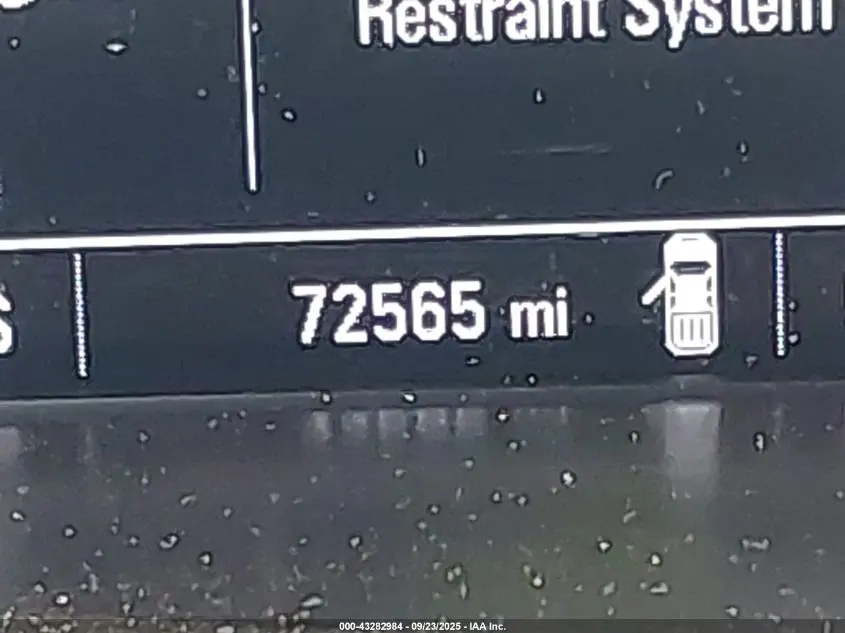 Restraint System
72565 mi
000-43282984 - 09/23/2025 - IAA Inc.